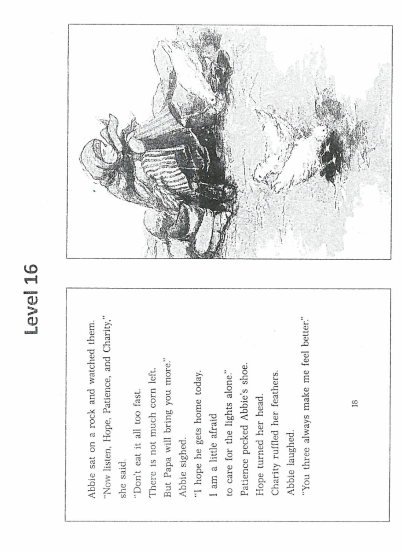 Level 16
Abbie sat on a rock and watched them.
"Now listen, Hope, Patience, and Charity,"
she said.
"Don't eat it all too fast.
There is not much corn left.
But Papa will bring you more."
Abbie sighed.
"I hope he gets home today.
I am a little afraid
to care for the lights alone."
Patience pecked Abbie's shoe.
Hope turned her head.
Charity ruffled her feathers.
Abbie laughed.
"You three always make me feel better."
18